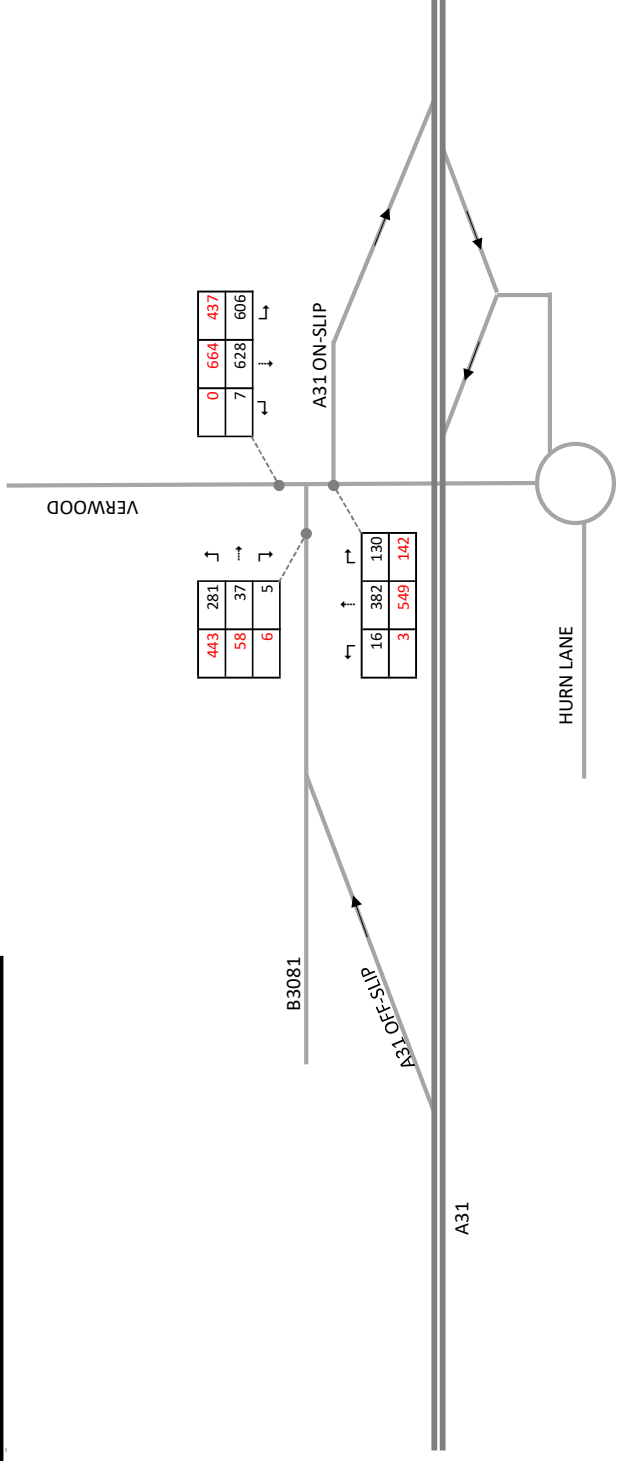 VERWOOD
0 664 437
7 628 606
443 281
58 37
6 5
A31 ON-SLIP
16 382 130
3 549 142
B3081
A31 OFF-SLIP
A31
HURN LANE